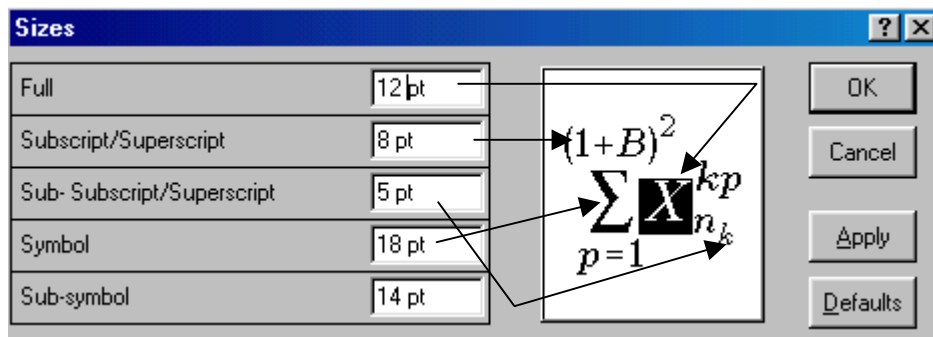 Sizes
Full 12 pt
Subscript/Superscript 8 pt
Sub- Subscript/Superscript 5 pt
Symbol 18 pt
Sub-symbol 14 pt
(1+B)²
∑ X kp n k
p=1
OK
Cancel
Apply
Defaults